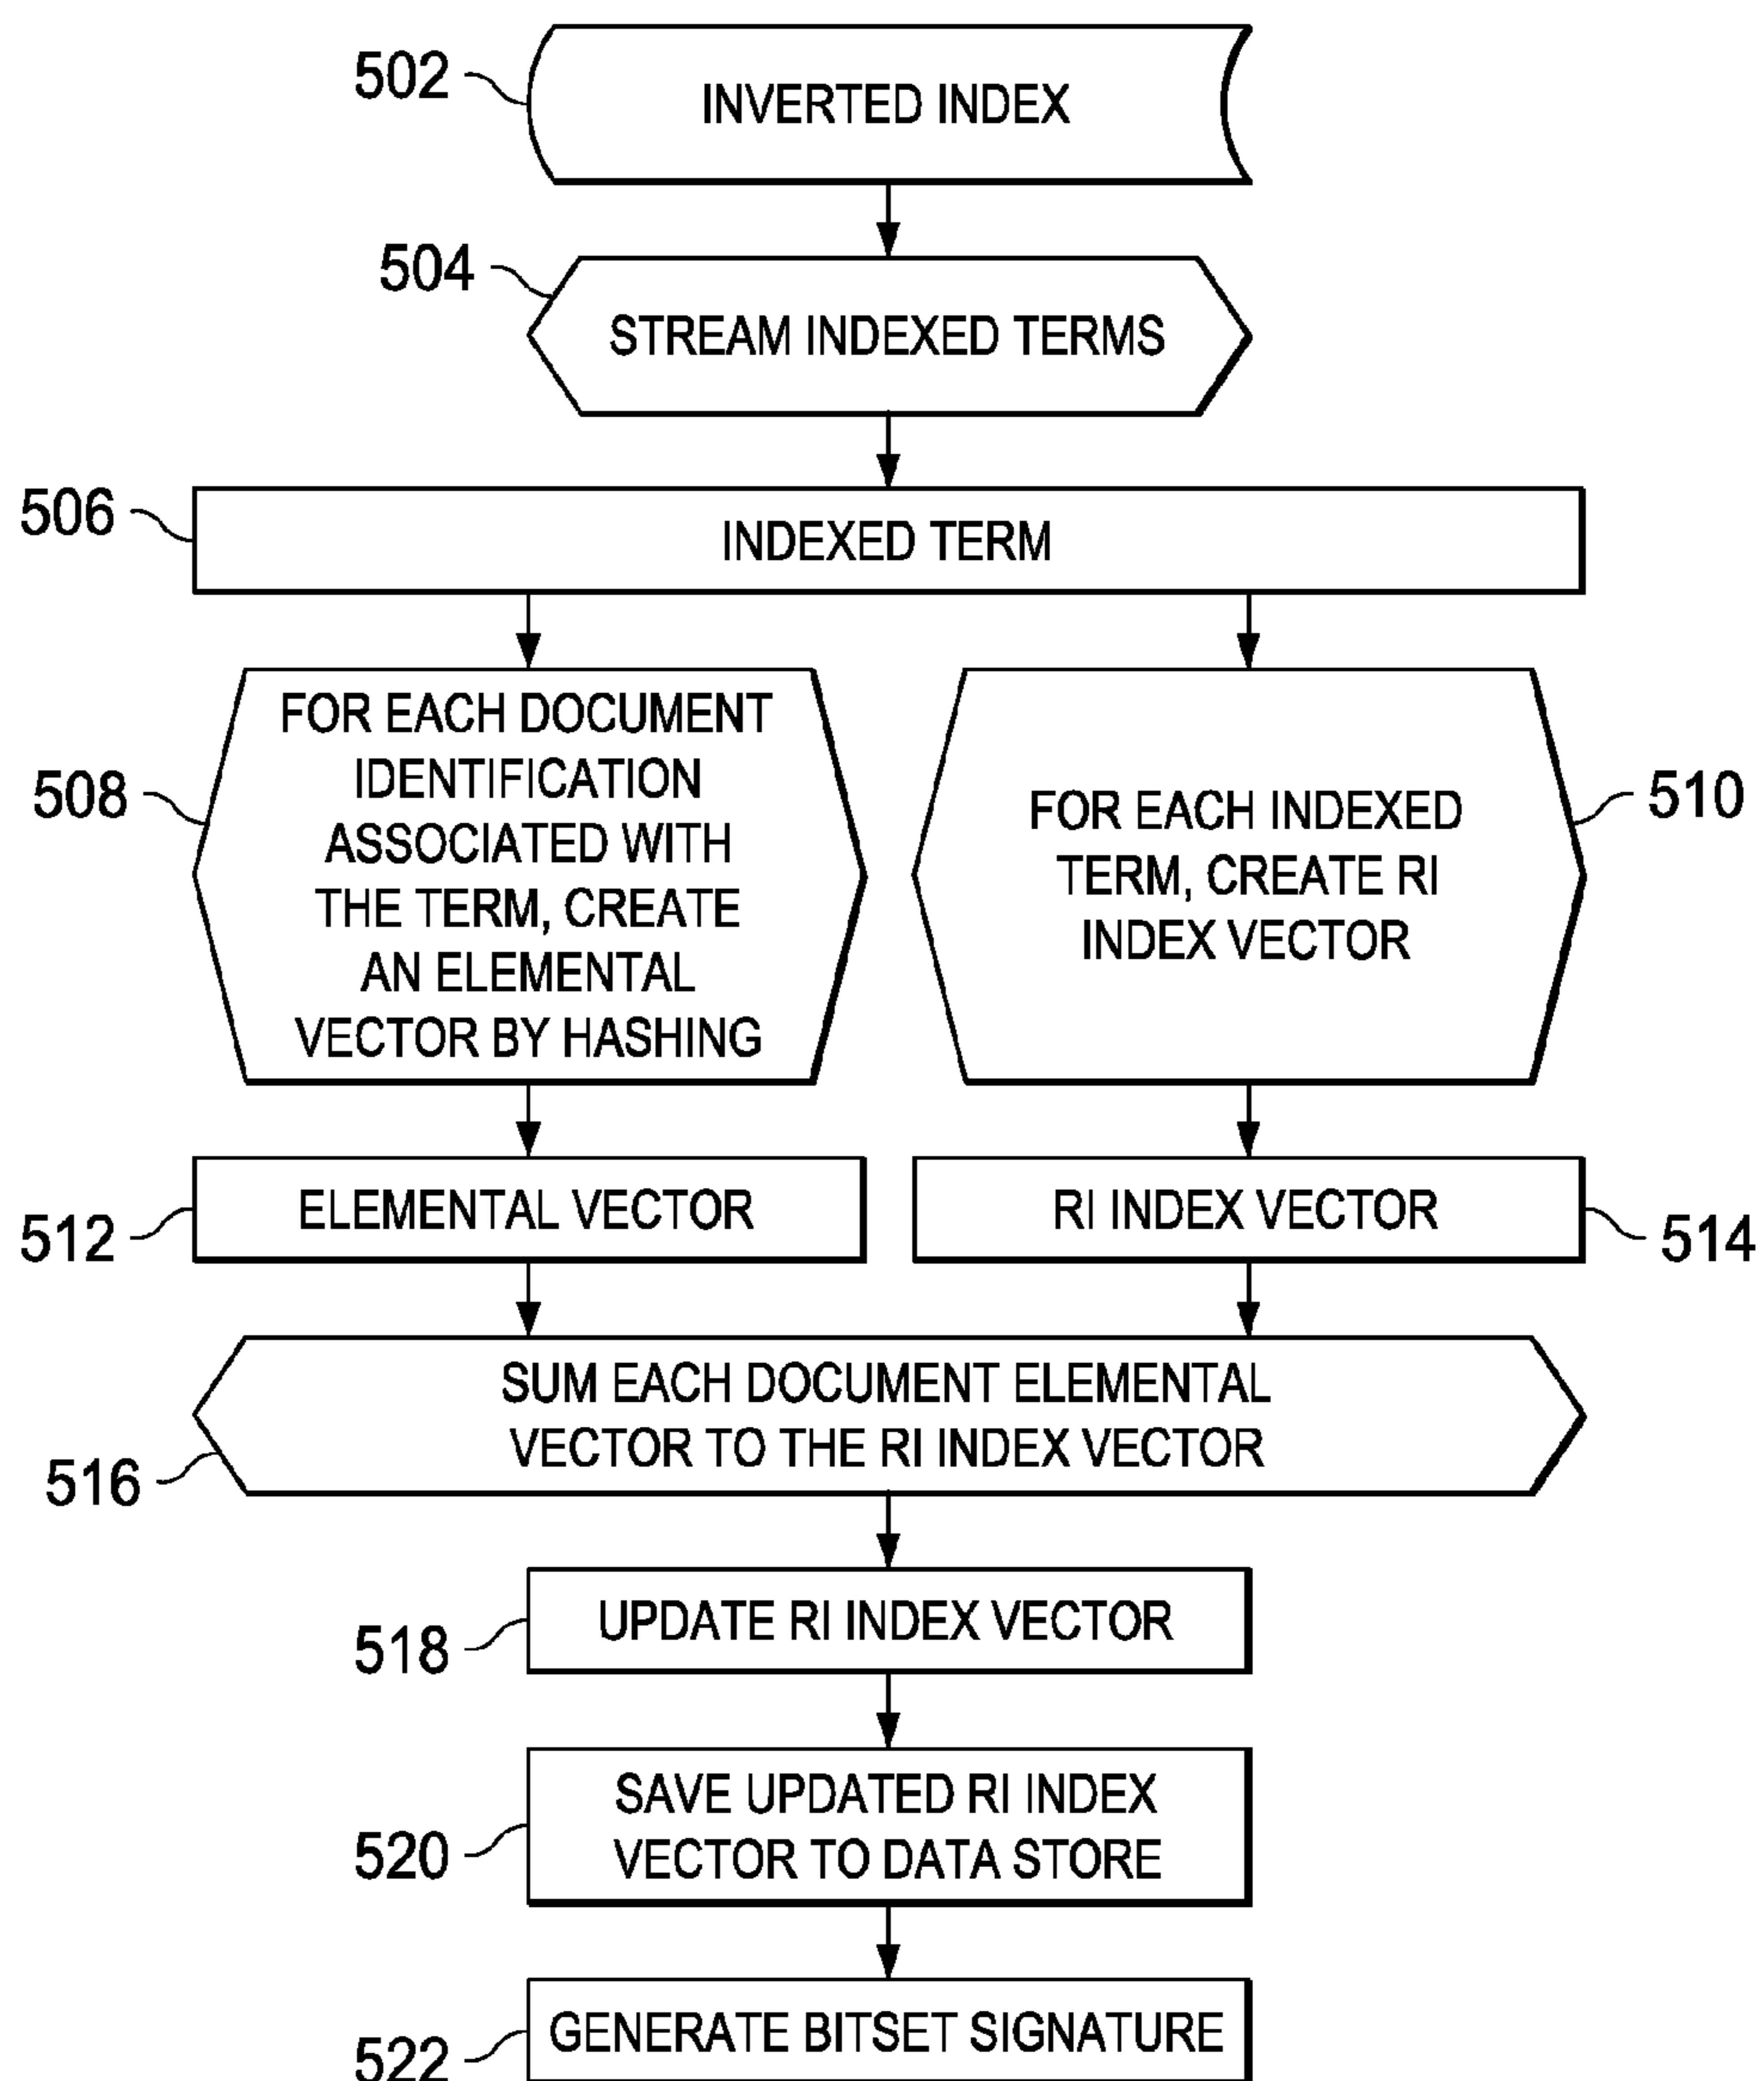 502
INVERTED INDEX
504
STREAM INDEXED TERMS
506
INDEXED TERM
508
FOR EACH DOCUMENT
IDENTIFICATION
ASSOCIATED WITH
THE TERM, CREATE
AN ELEMENTAL
VECTOR BY HASHING
FOR EACH INDEXED
TERM, CREATE RI
INDEX VECTOR
510
512
ELEMENTAL VECTOR
RI INDEX VECTOR
514
SUM EACH DOCUMENT ELEMENTAL
VECTOR TO THE RI INDEX VECTOR
516
UPDATE RI INDEX VECTOR
518
SAVE UPDATED RI INDEX
VECTOR TO DATA STORE
520
GENERATE BITSET SIGNATURE
522